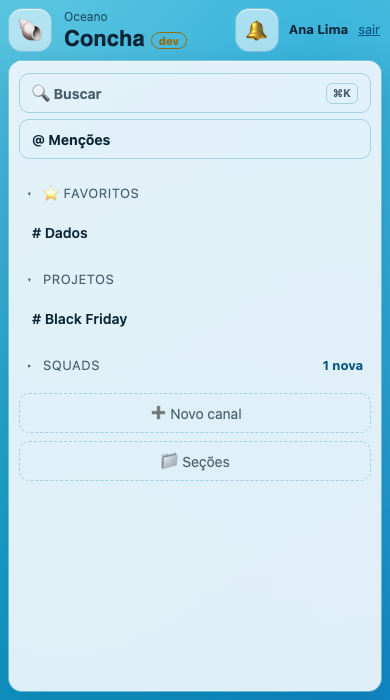 Oceano
Concha dev
Ana Lima sair
Buscar ⌘K
@ Menções
FAVORITOS
# Dados
PROJETOS
# Black Friday
SQUADS 1 nova
Novo canal
Seções